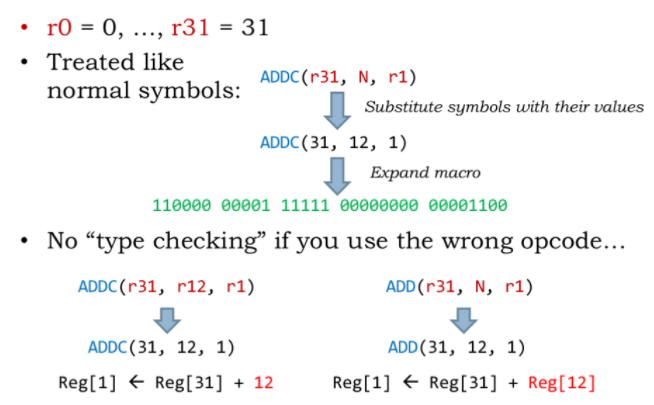 • r0 = 0, …, r31 = 31
• Treated like
normal symbols:
ADDC(r31, N, r1)
Substitute symbols with their values
ADDC(31, 12, 1)
Expand macro
110000 00001 11111 00000000 00001100
• No “type checking” if you use the wrong opcode…
ADDC(r31, r12, r1)
ADD(r31, N, r1)
ADDC(31, 12, 1)
ADD(31, 12, 1)
Reg[1] ← Reg[31] + 12
Reg[1] ← Reg[31] + Reg[12]